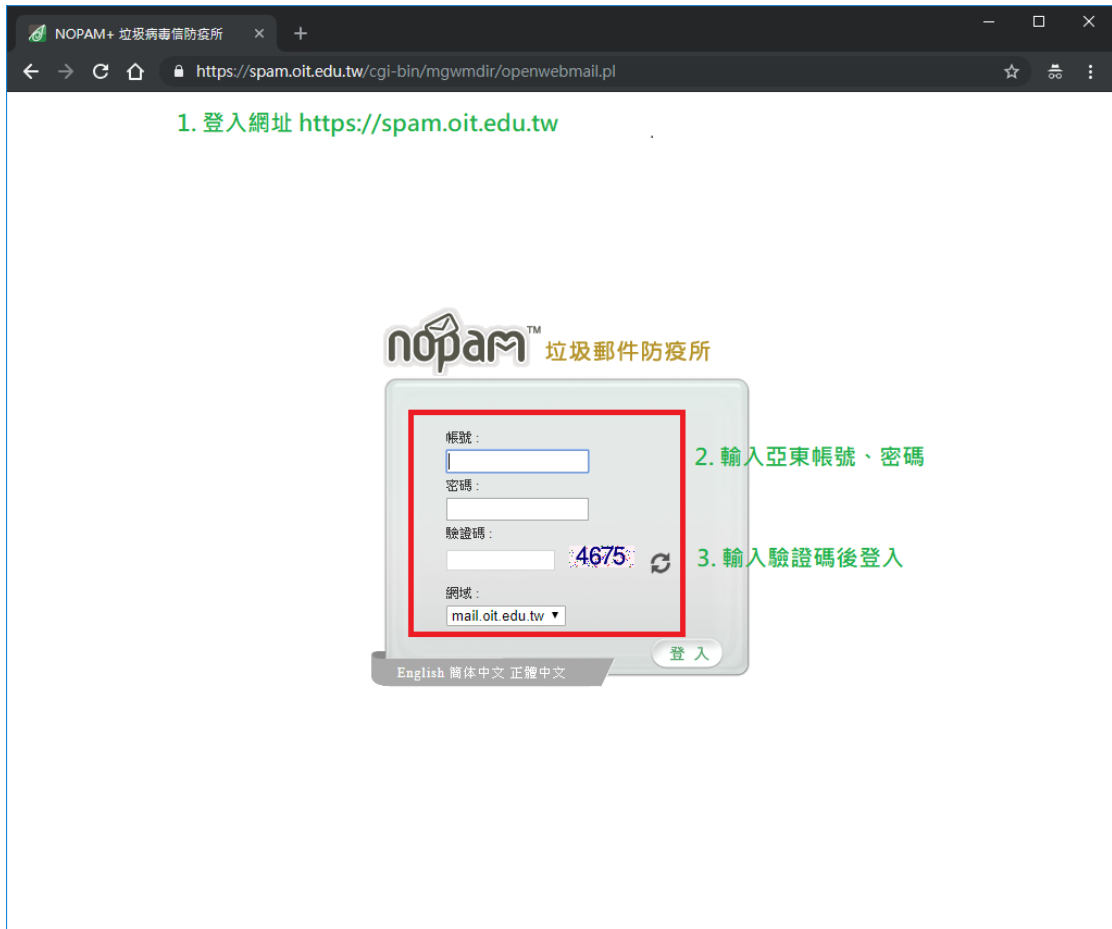 NOPAM+ 垃圾病毒信防疫所
https://spam.oit.edu.tw/cgi-bin/mgwmdir/openwebmail.pl
1. 登入網址 https://spam.oit.edu.tw
nopam™ 垃圾郵件防疫所
帳號 :
2. 輸入亞東帳號、密碼
密碼 :
驗證碼 :
4675
3. 輸入驗證碼後登入
網域 :
mail.oit.edu.tw
登 入
English 簡体中文 正體中文